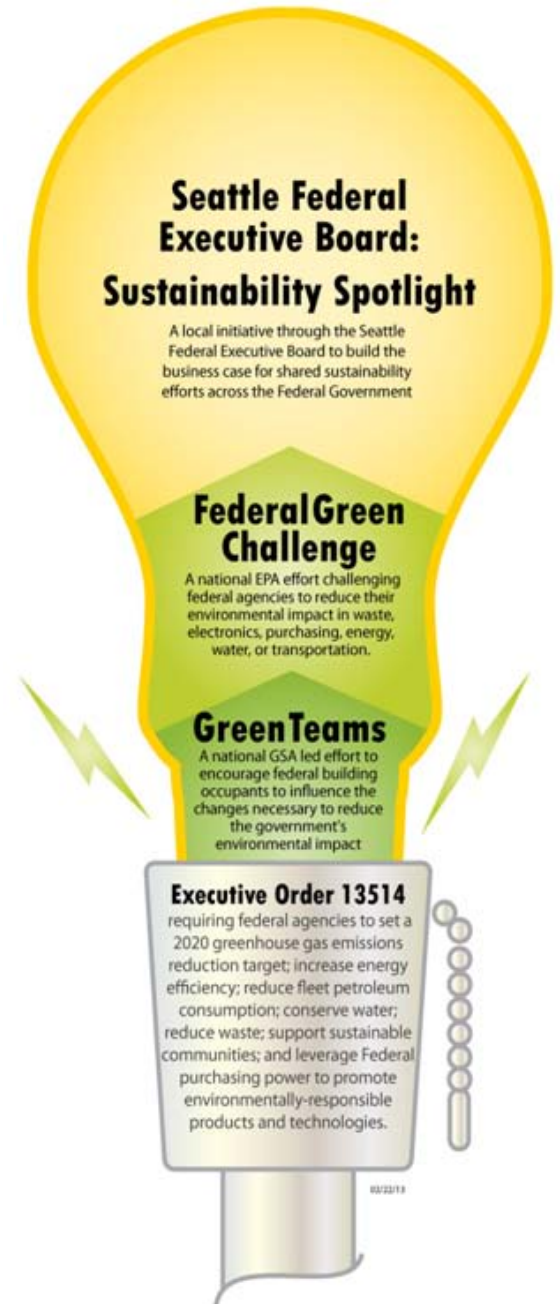 Seattle Federal
Executive Board:
Sustainability Spotlight
A local initiative through the Seattle
Federal Executive Board to build the
business case for shared sustainability
efforts across the Federal Government
Federal Green
Challenge
A national EPA effort challenging
federal agencies to reduce their
environmental impact in waste,
electronics, purchasing, energy,
water, or transportation.
Green Teams
A national GSA led effort to
encourage federal building
occupants to influence the
changes necessary to reduce
the government's
environmental impact
Executive Order 13514
requiring federal agencies to set a
2020 greenhouse gas emissions
reduction target; increase energy
efficiency; reduce fleet petroleum
consumption; conserve water;
reduce waste; support sustainable
communities; and leverage Federal
purchasing power to promote
environmentally-responsible
products and technologies.
02/22/13